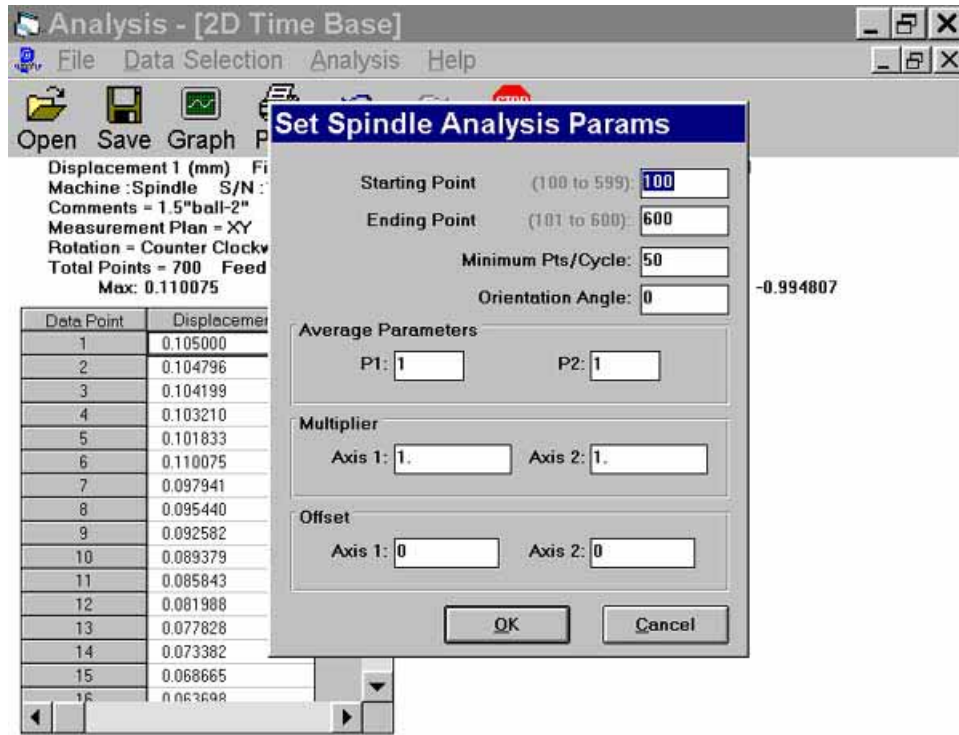 Analysis - [2D Time Base]
File Data Selection Analysis Help
Open Save Graph
STOP
Displacement 1 (mm)
Machine :Spindle S/N :
Comments = 1.5"ball-2"
Measurement Plan = XY
Rotation = Counter
Total Points = 700 Feed
Max: 0.110075 -0.994807
Data Point
1 0.105000
2 0.104796
3 0.104199
4 0.103210
5 0.101833
6 0.110075
7 0.097941
8 0.095440
9 0.092582
10 0.089379
11 0.085843
12 0.081988
13 0.077828
14 0.073382
15 0.068665
16 0.063698
Set Spindle Analysis Params
Starting Point (100 to 599): 100
Ending Point (101 to 600): 600
Minimum Pts/Cycle: 50
Orientation Angle: 0
Average Parameters
P1: 1 P2: 1
Multiplier
Axis 1: 1. Axis 2: 1.
Offset
Axis 1: 0 Axis 2: 0
OK Cancel